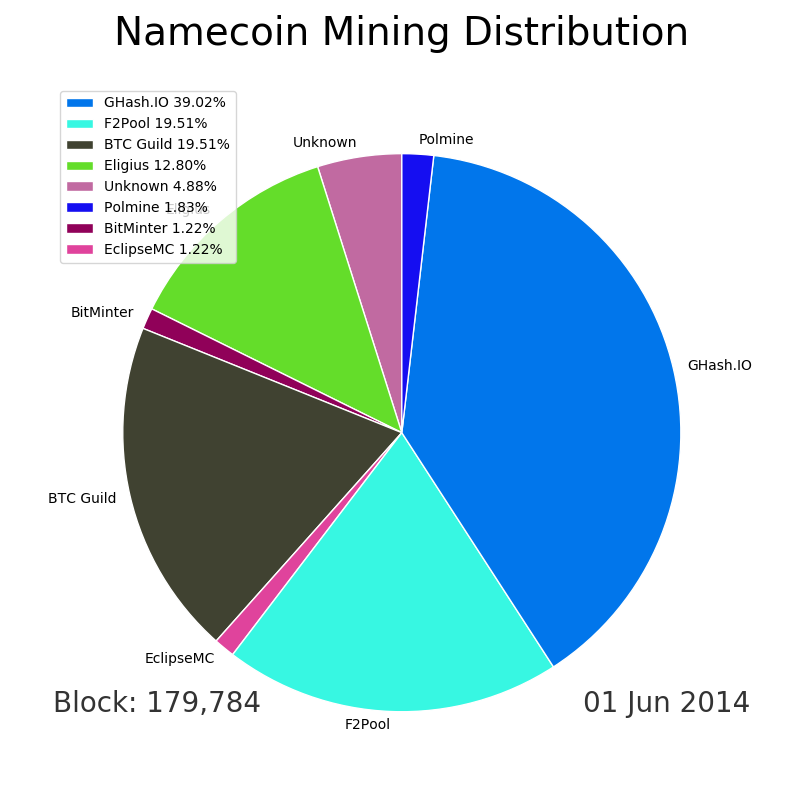 Namecoin Mining Distribution
GHash.IO 39.02%
F2Pool 19.51%
BTC Guild 19.51%
Eligius 12.80%
Unknown 4.88%
Polmine 1.83%
BitMinter 1.22%
EclipseMC 1.22%
Unknown
Polmine
Eligius
BitMinter
GHash.IO
BTC Guild
EclipseMC
F2Pool
Block: 179,784
01 Jun 2014